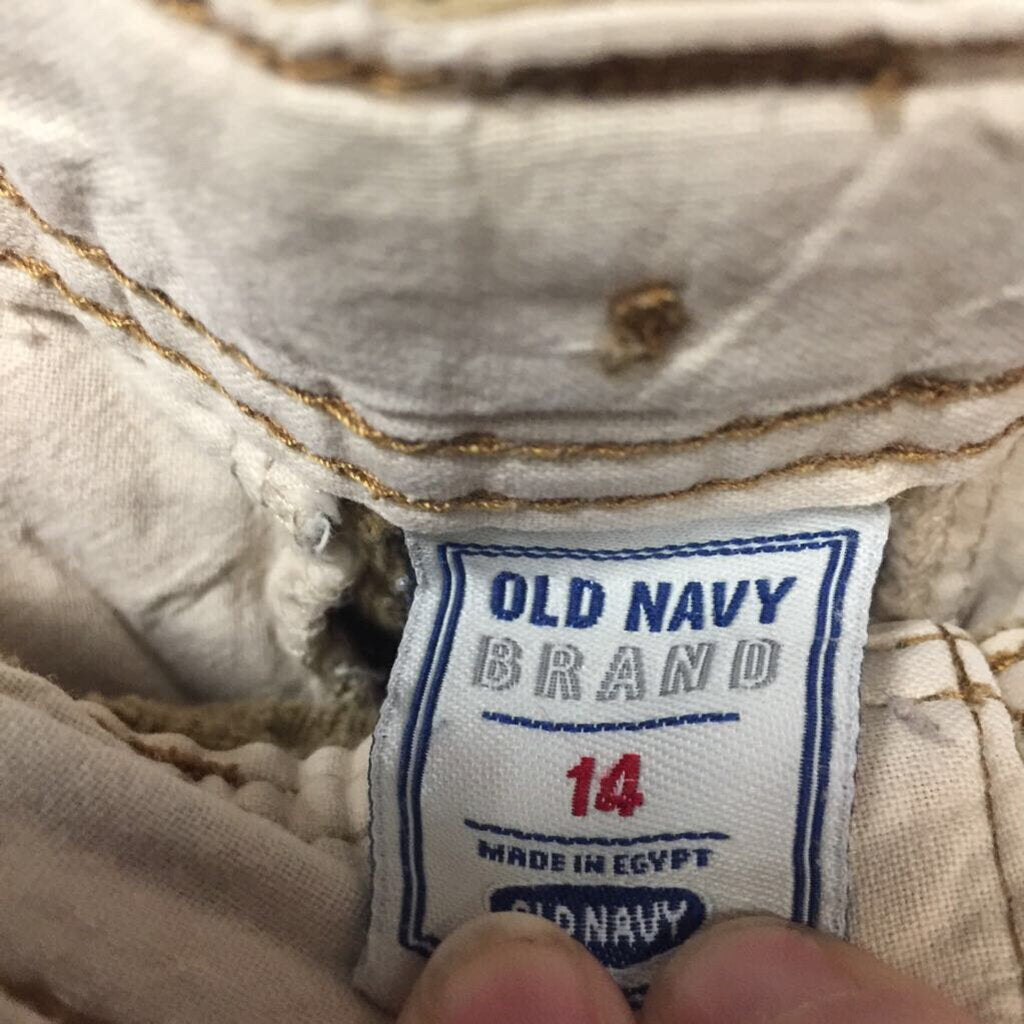 OLD NAVY
BRAND
14
MADE IN EGYPT
OLD NAVY